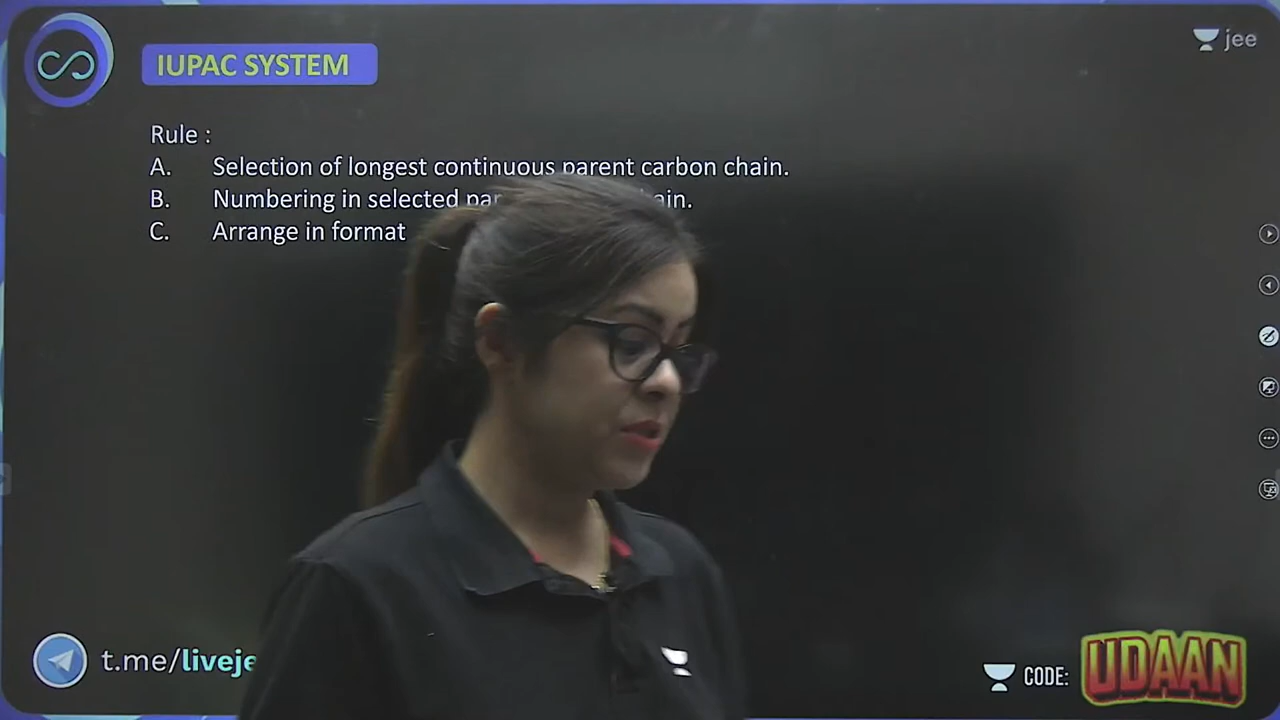 IUPAC SYSTEM
jee
Rule :
A. Selection of longest continuous parent carbon chain.
B. Numbering in selected
C. Arrange in format
t.me/liveje
CODE: UDAAN